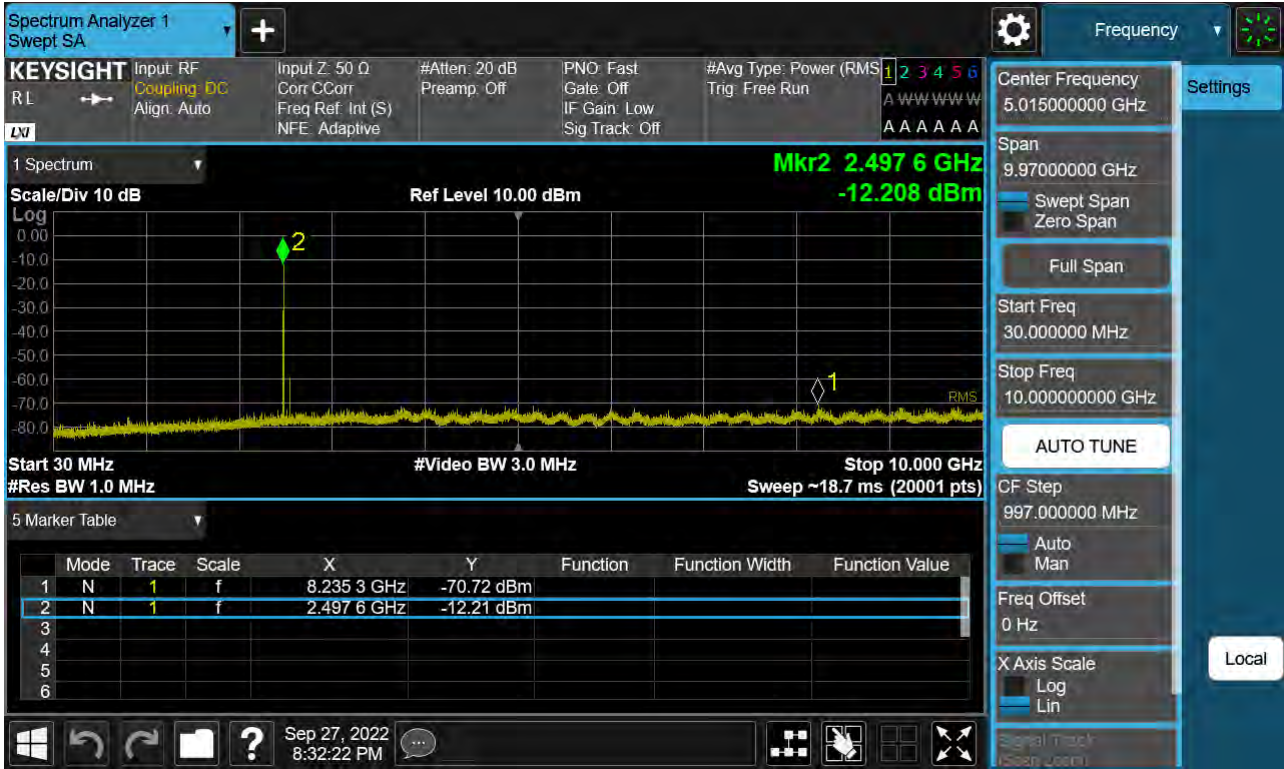 Spectrum Analyzer 1
Swept SA
+
Frequency
KEYSIGHT
RL
LXI
Input: RF
Coupling: DC
Align: Auto
Input Z: 50 Ω
Corr CCorr
Freq Ref: Int (S)
NFE: Adaptive
#Atten: 20 dB
Preamp: Off
PNO: Fast
Gate: Off
IF Gain: Low
Sig Track: Off
#Avg Type: Power (RMS
Trig: Free Run
1 2 3 4 5 6
A W W W W W
A A A A A A
1 Spectrum
Scale/Div 10 dB
Ref Level 10.00 dBm
Mkr2 2.497 6 GHz
-12.208 dBm
Log
0.00
-10.0
-20.0
-30.0
-40.0
-50.0
-60.0
-70.0
-80.0
2
1
RMS
Start 30 MHz
#Video BW 3.0 MHz
Stop 10.000 GHz
#Res BW 1.0 MHz
Sweep ~18.7 ms (20001 pts)
5 Marker Table
Mode Trace Scale X Y Function Function Width Function Value
1 N 1 f 8.235 3 GHz -70.72 dBm
2 N 1 f 2.497 6 GHz -12.21 dBm
3
4
5
6
?
Sep 27, 2022
8:32:22 PM
Center Frequency
5.015000000 GHz
Span
9.97000000 GHz
Swept Span
Zero Span
Full Span
Start Freq
30.000000 MHz
Stop Freq
10.000000000 GHz
AUTO TUNE
CF Step
997.000000 MHz
Auto
Man
Freq Offset
0 Hz
X Axis Scale
Log
Lin
Signal Track
(Span Zoom)
Settings
Local